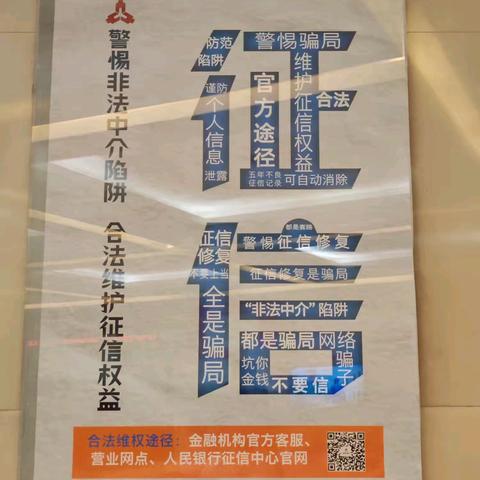 警惕非法中介陷阱 合法维护征信权益
防范
陷阱
谨防
个人信息
泄露
警惕骗局
官方途径
维护征信权益
合法
五年不良
征信记录
可自动消除
征信
修复
不要上当
全是骗局
都是套路
警惕征信修复
征信修复是骗局
“非法中介”陷阱
都是骗局
网络
骗子
坑你
金钱
不要信
合法维权途径：金融机构官方客服、
营业网点、人民银行征信中心官网